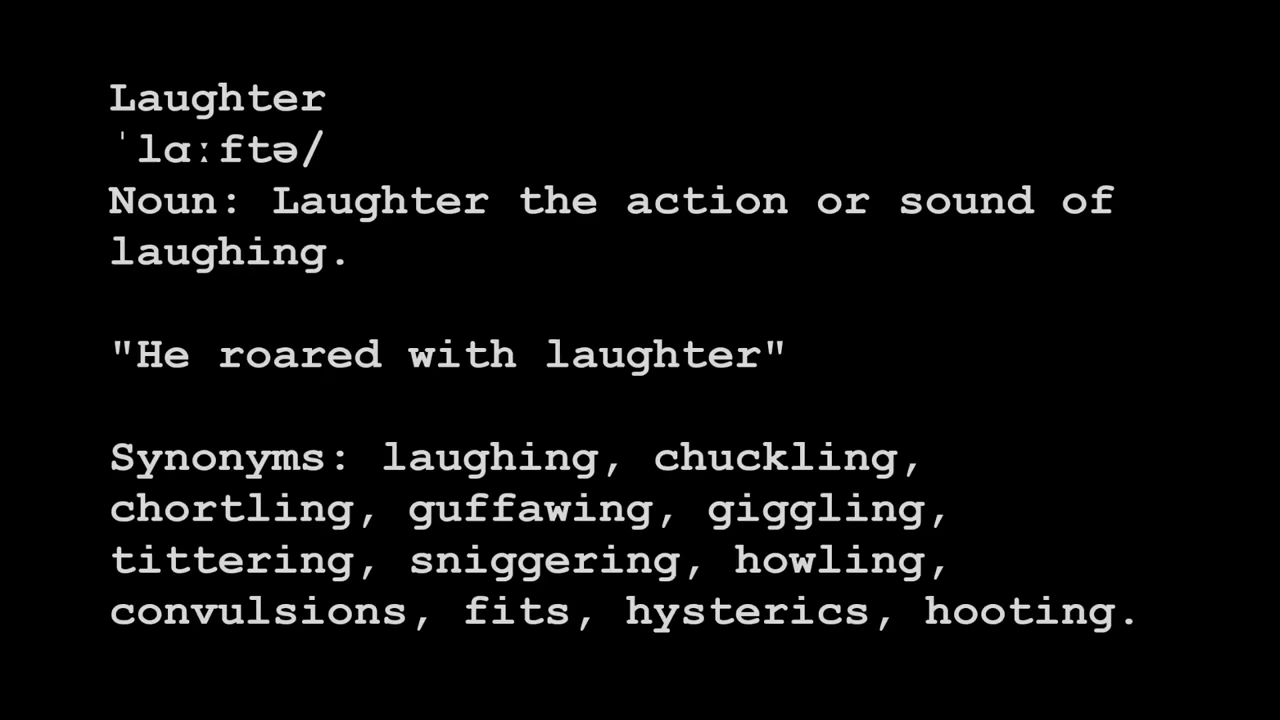 Laughter
ˈlɑːftə/
Noun: Laughter the action or sound of
laughing.
"He roared with laughter"
Synonyms: laughing, chuckling,
chortling, guffawing, giggling,
tittering, sniggering, howling,
convulsions, fits, hysterics, hooting.